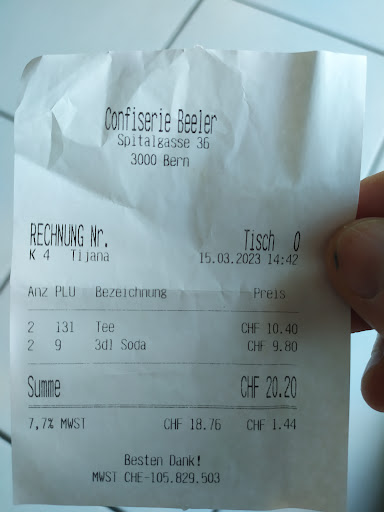 Confiserie Beeler
Spitalgasse 36
3000 Bern
RECHNUNG Nr. Tisch 0
K 4 Tijana 15.03.2023 14:42
Anz PLU Bezeichnung Preis
2 131 Tee CHF 10.40
2 9 3dl Soda CHF 9.80
Summe CHF 20.20
7,7% MWST CHF 18.76 CHF 1.44
Besten Dank!
MWST CHE-105.829.503